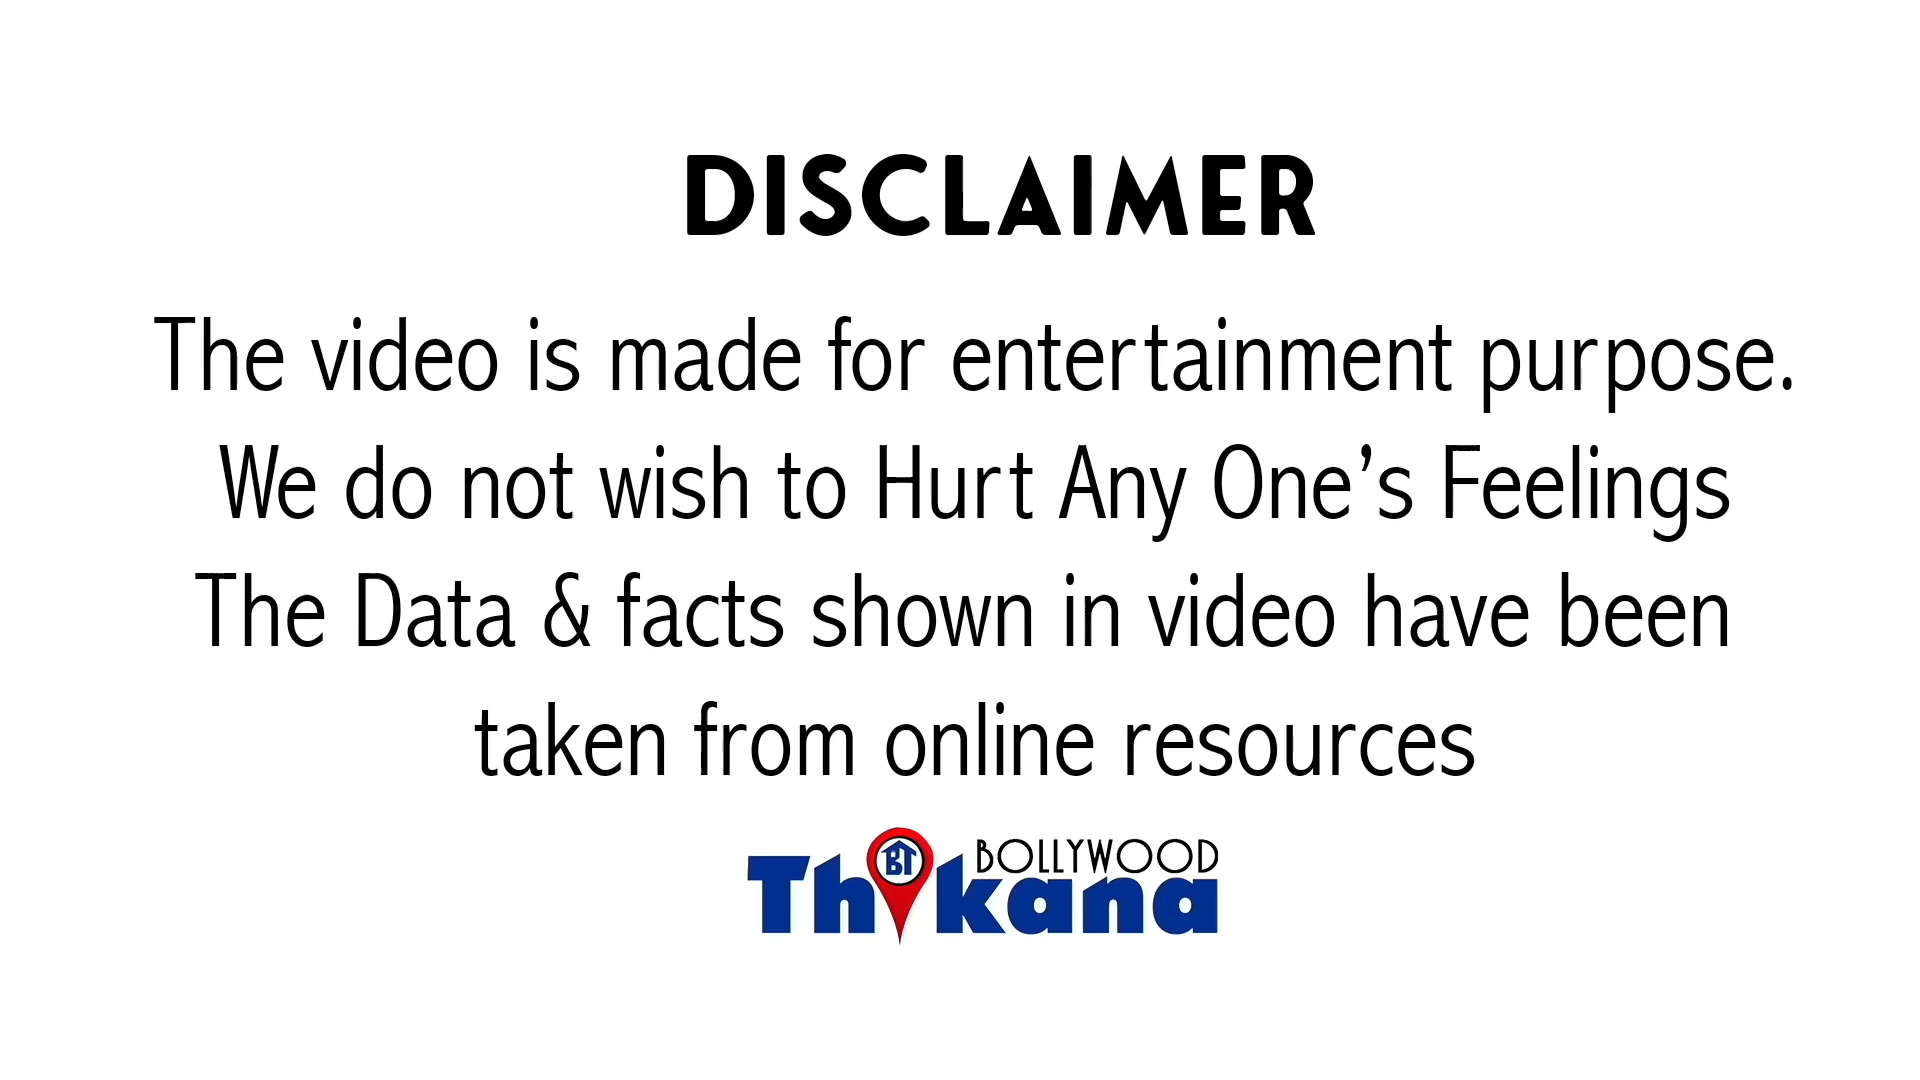 DISCLAIMER
The video is made for entertainment purpose.
We do not wish to Hurt Any One’s Feelings
The Data & facts shown in video have been
taken from online resources
BT
BOLLYWOOD
Thikana